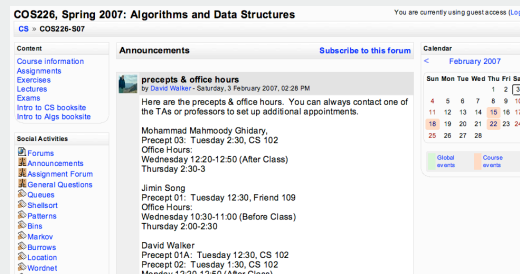 COS226, Spring 2007: Algorithms and Data Structures
You are currently using guest access (Log
CS » COS226-S07
Content
Course information
Assignments
Exercises
Lectures
Exams
Intro to CS booksite
Intro to Algs booksite
Social Activities
Forums
Announcements
Assignment Forum
General Questions
Queues
Shellsort
Patterns
Bins
Markov
Burrows
Location
Wordnet
Announcements
Subscribe to this forum
precepts & office hours
by David Walker - Saturday, 3 February 2007, 02:28 PM
Here are the precepts & office hours. You can always contact one of
the TAs or professors to set up additional appointments.
Mohammad Mahmoody Ghidary,
Precept 03: Tuesday 2:30, CS 102
Office Hours:
Wednesday 12:20-12:50 (After Class)
Thursday 2:30-3
Jimin Song
Precept 01: Tuesday 12:30, Friend 109
Office Hours:
Wednesday 10:30-11:00 (Before Class)
Thursday 2:00-2:30
David Walker
Precept 01A: Tuesday 12:30, CS 102
Precept 02: Tuesday 1:30, CS 102
Monday 12:20-12:50 (After Class)
Calendar
< February 2007
Sun Mon Tue Wed Thu Fri Sa
1 2 3
4 5 6 7 8 9 10
11 12 13 14 15 16 17
18 19 20 21 22 23 24
25 26 27 28
Global events
Course events